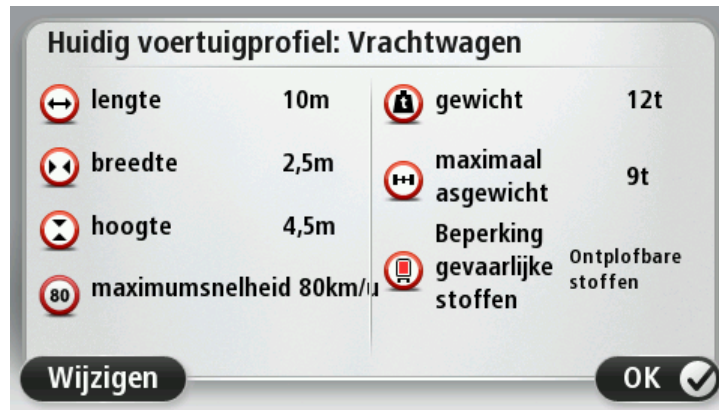 Huidig voertuigprofiel: Vrachtwagen
lengte 10m
breedte 2,5m
hoogte 4,5m
80 maximumsnelheid 80km/u
t gewicht 12t
maximaal
asgewicht 9t
Beperking
gevaarlijke
stoffen
Ontplofbare
stoffen
Wijzigen
OK